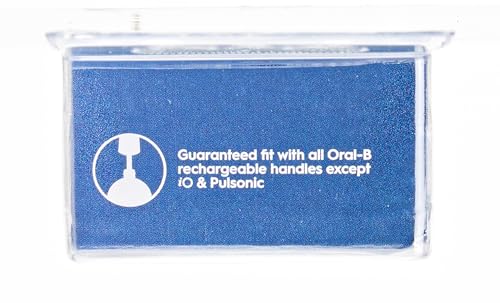 Guaranteed fit with all Oral-B
rechargeable handles except
iO & Pulsonic